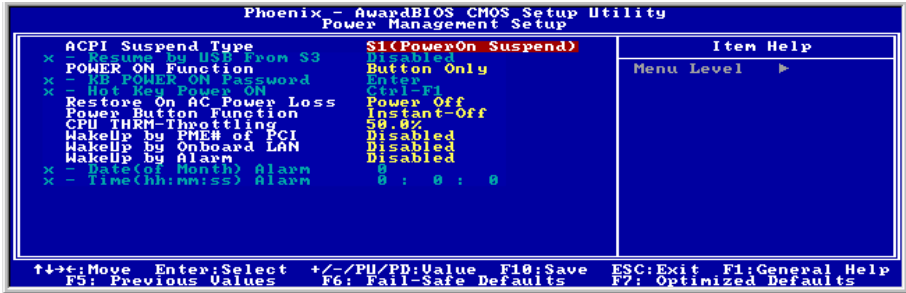 Phoenix - AwardBIOS CMOS Setup Utility
Power Management Setup
ACPI Suspend Type S1(PowerOn Suspend)
x - Resume by USB From S3 Disabled
POWER ON Function Button Only
x - KB POWER ON Password Enter
x - Hot Key Power ON Ctrl-F1
Restore On AC Power Loss Power Off
Power Button Function Instant-Off
CPU THRM-Throttling 50.0%
WakeUp by PME# of PCI Disabled
WakeUp by Onboard LAN Disabled
WakeUp by Alarm Disabled
x - Date(of Month) Alarm 0
x - Time(hh:mm:ss) Alarm 0 : 0 : 0
Item Help
Menu Level ►
↑↓→←:Move Enter:Select +/-/PU/PD:Value F10:Save ESC:Exit F1:General Help
F5: Previous Values F6: Fail-Safe Defaults F7: Optimized Defaults